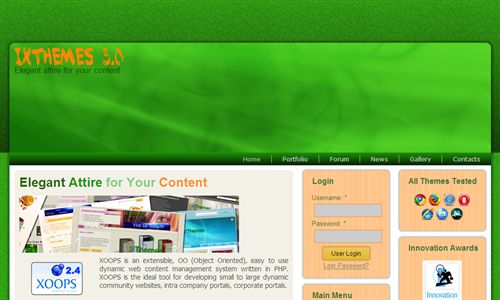 IXTHEMES 3.0
Elegant attire for your content
Home
Portfolio
Forum
News
Gallery
Contacts
Elegant Attire for Your Content
2.4
XOOPS
XOOPS is an extensible, OO (Object Oriented), easy to use
dynamic web content management system written in PHP.
XOOPS is the ideal tool for developing small to large dynamic
community websites, intra company portals, corporate portals.
Login
Username: *
Password: *
User Login
Lost Password?
Main Menu
All Themes Tested
Innovation Awards
Innovation